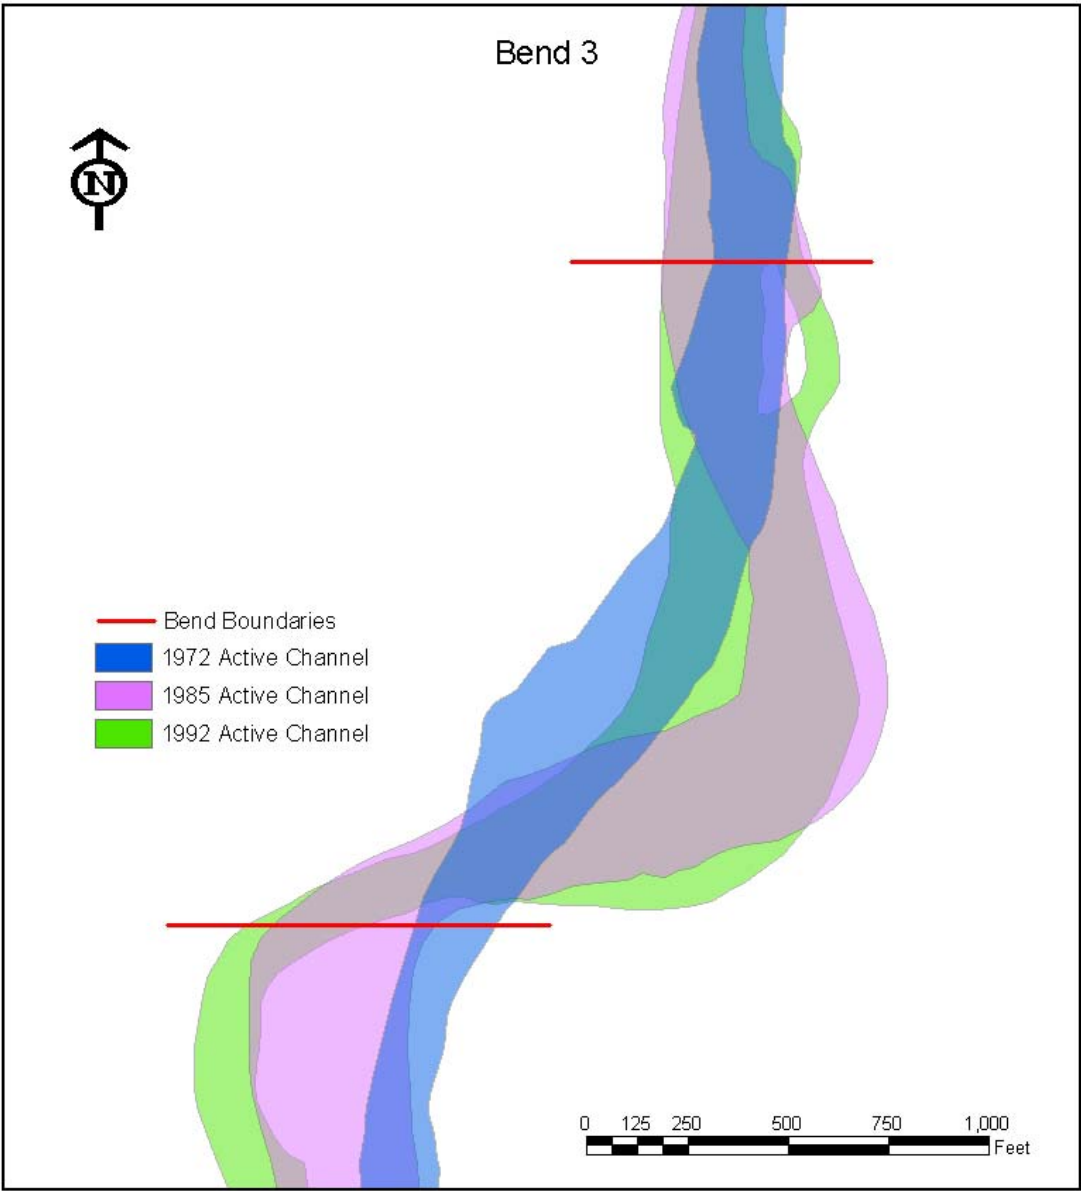 Bend 3
N
Bend Boundaries
1972 Active Channel
1985 Active Channel
1992 Active Channel
0 125 250 500 750 1,000
Feet